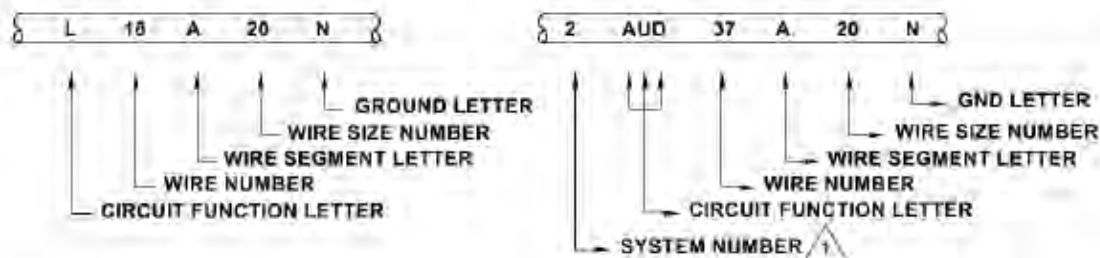 L 16 A 20 N
GROUND LETTER
WIRE SIZE NUMBER
WIRE SEGMENT LETTER
WIRE NUMBER
CIRCUIT FUNCTION LETTER
2 AUD 37 A 20 N
GND LETTER
WIRE SIZE NUMBER
WIRE SEGMENT LETTER
WIRE NUMBER
CIRCUIT FUNCTION LETTER
SYSTEM NUMBER 1